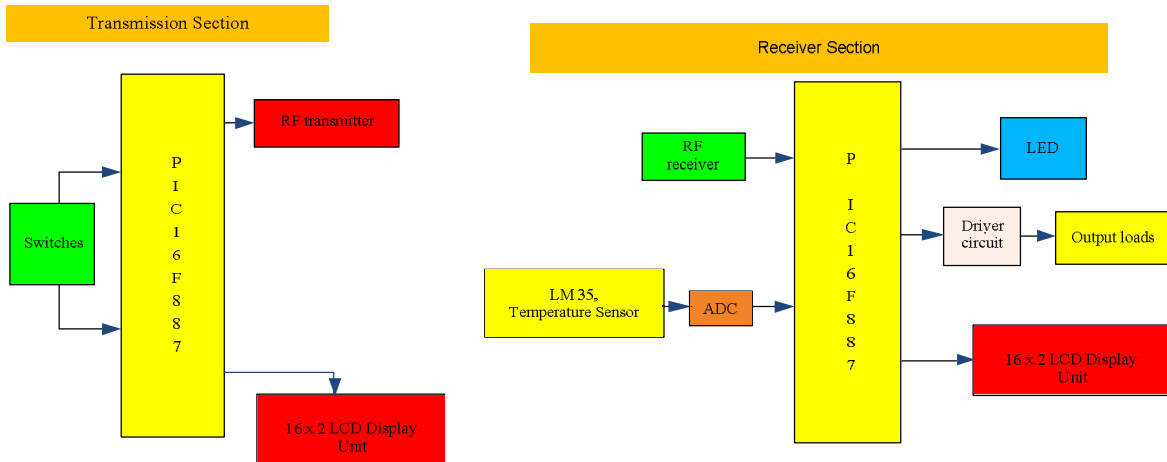 Transmission Section
RF transmitter
P
I
C
1
6
F
8
8
7
Switches
16 x 2 LCD Display
Unit
Receiver Section
RF
receiver
LM 35,
Temperature Sensor
ADC
P
I
C
1
6
F
8
8
7
LED
Driver
circuit
Output loads
16 x 2 LCD Display
Unit